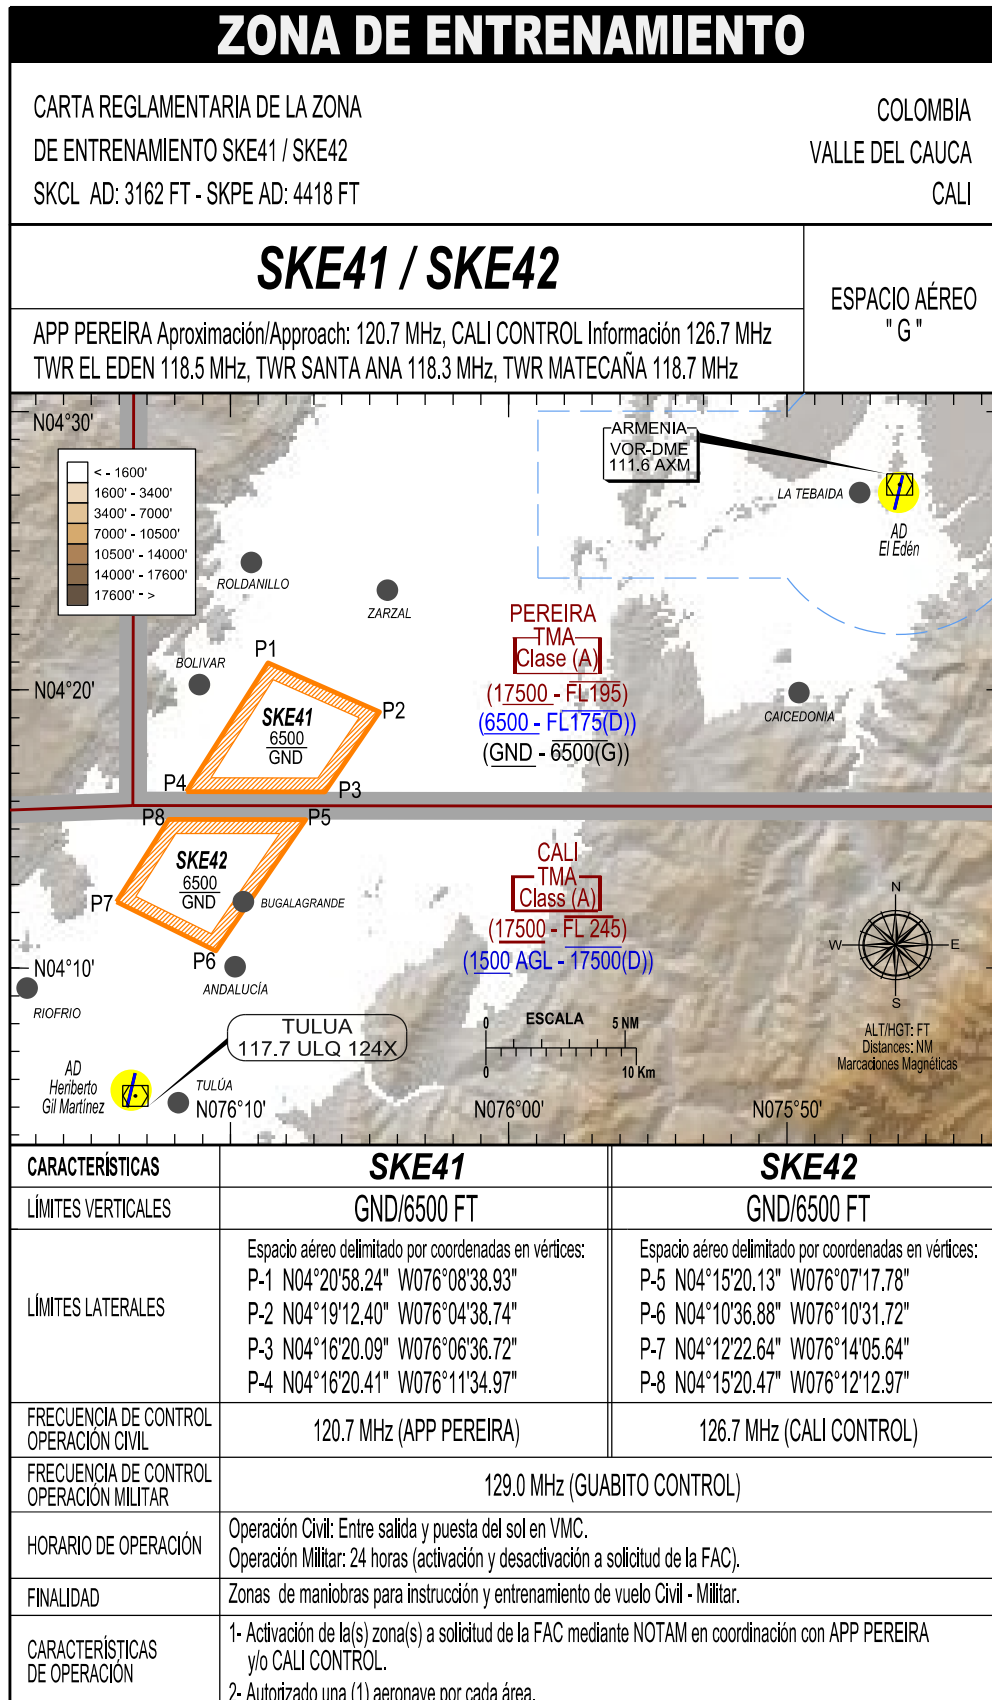 ZONA DE ENTRENAMIENTO
CARTA REGLAMENTARIA DE LA ZONA
DE ENTRENAMIENTO SKE41 / SKE42
SKCL AD: 3162 FT - SKPE AD: 4418 FT
COLOMBIA
VALLE DEL CAUCA
CALI
SKE41 / SKE42
APP PEREIRA Aproximación/Approach: 120.7 MHz, CALI CONTROL Información 126.7 MHz
TWR EL EDEN 118.5 MHz, TWR SANTA ANA 118.3 MHz, TWR MATECAÑA 118.7 MHz
ESPACIO AÉREO
" G "
N04°30'
< - 1600'
1600' - 3400'
3400' - 7000'
7000' - 10500'
10500' - 14000'
14000' - 17600'
17600' - >
ARMENIA
VOR-DME
111.6 AXM
LA TEBAIDA
AD
El Edén
ROLDANILLO
ZARZAL
PEREIRA
TMA
Clase (A)
(17500 - FL195)
(6500 - FL175(D))
(GND - 6500(G))
BOLIVAR
P1
P2
N04°20'
SKE41
6500
GND
CAICEDONIA
P4
P3
P8
P5
SKE42
6500
GND
P7
BUGALAGRANDE
P6
CALI
TMA
Class (A)
(17500 - FL 245)
(1500 AGL - 17500(D))
N
W
E
S
N04°10'
ANDALUCÍA
RIOFRIO
TULUA
117.7 ULQ 124X
0
ESCALA
5 NM
0
10 Km
ALT/HGT: FT
Distances: NM
Marcaciones Magnéticas
AD
Heriberto
Gil Martínez
TULÚA
N076°10'
N076°00'
N075°50'
CARACTERÍSTICAS
SKE41
SKE42
LÍMITES VERTICALES
GND/6500 FT
GND/6500 FT
LÍMITES LATERALES
Espacio aéreo delimitado por coordenadas en vértices:
P-1 N04°20'58.24" W076°08'38.93"
P-2 N04°19'12.40" W076°04'38.74"
P-3 N04°16'20.09" W076°06'36.72"
P-4 N04°16'20.41" W076°11'34.97"
Espacio aéreo delimitado por coordenadas en vértices:
P-5 N04°15'20.13" W076°07'17.78"
P-6 N04°10'36.88" W076°10'31.72"
P-7 N04°12'22.64" W076°14'05.64"
P-8 N04°15'20.47" W076°12'12.97"
FRECUENCIA DE CONTROL
OPERACIÓN CIVIL
120.7 MHz (APP PEREIRA)
126.7 MHz (CALI CONTROL)
FRECUENCIA DE CONTROL
OPERACIÓN MILITAR
129.0 MHz (GUABITO CONTROL)
HORARIO DE OPERACIÓN
Operación Civil: Entre salida y puesta del sol en VMC.
Operación Militar: 24 horas (activación y desactivación a solicitud de la FAC).
FINALIDAD
Zonas de maniobras para instrucción y entrenamiento de vuelo Civil - Militar.
CARACTERÍSTICAS
DE OPERACIÓN
1- Activación de la(s) zona(s) a solicitud de la FAC mediante NOTAM en coordinación con APP PEREIRA
y/o CALI CONTROL.
2- Autorizado una (1) aeronave por cada área.